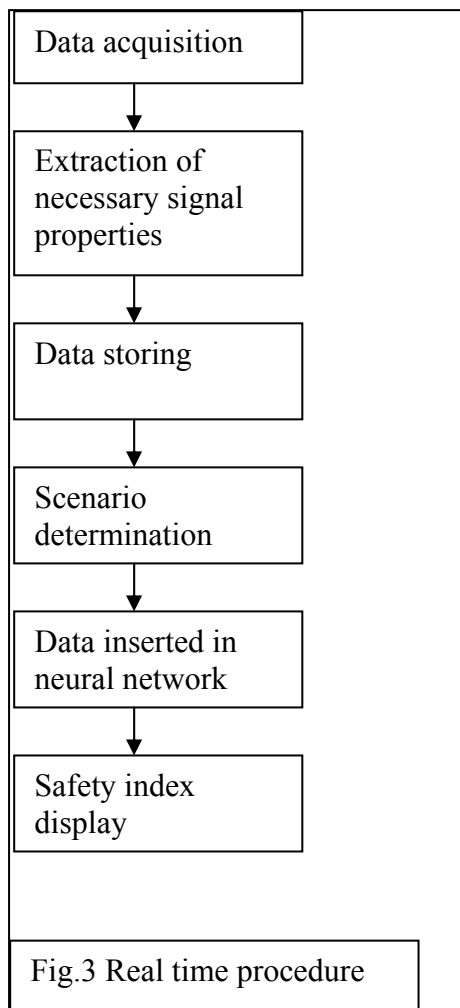 Data acquisition
Extraction of
necessary signal
properties
Data storing
Scenario
determination
Data inserted in
neural network
Safety index
display
Fig.3 Real time procedure